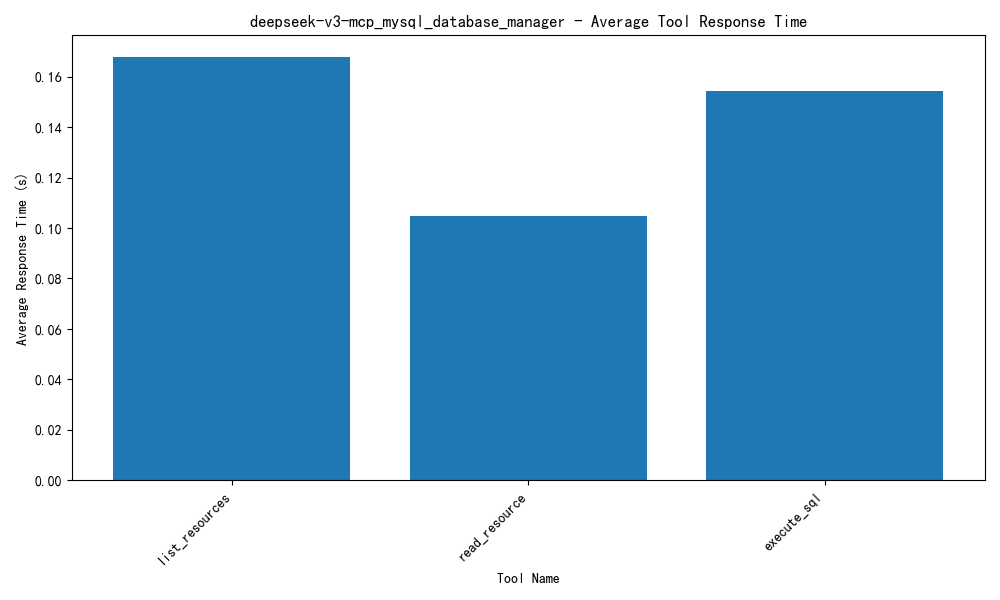 deepseek-v3-mcp_mysql_database_manager - Average Tool Response Time
Average Response Time (s)
0.16
0.14
0.12
0.10
0.08
0.06
0.04
0.02
0.00
list_resources
read_resource
execute_sql
Tool Name